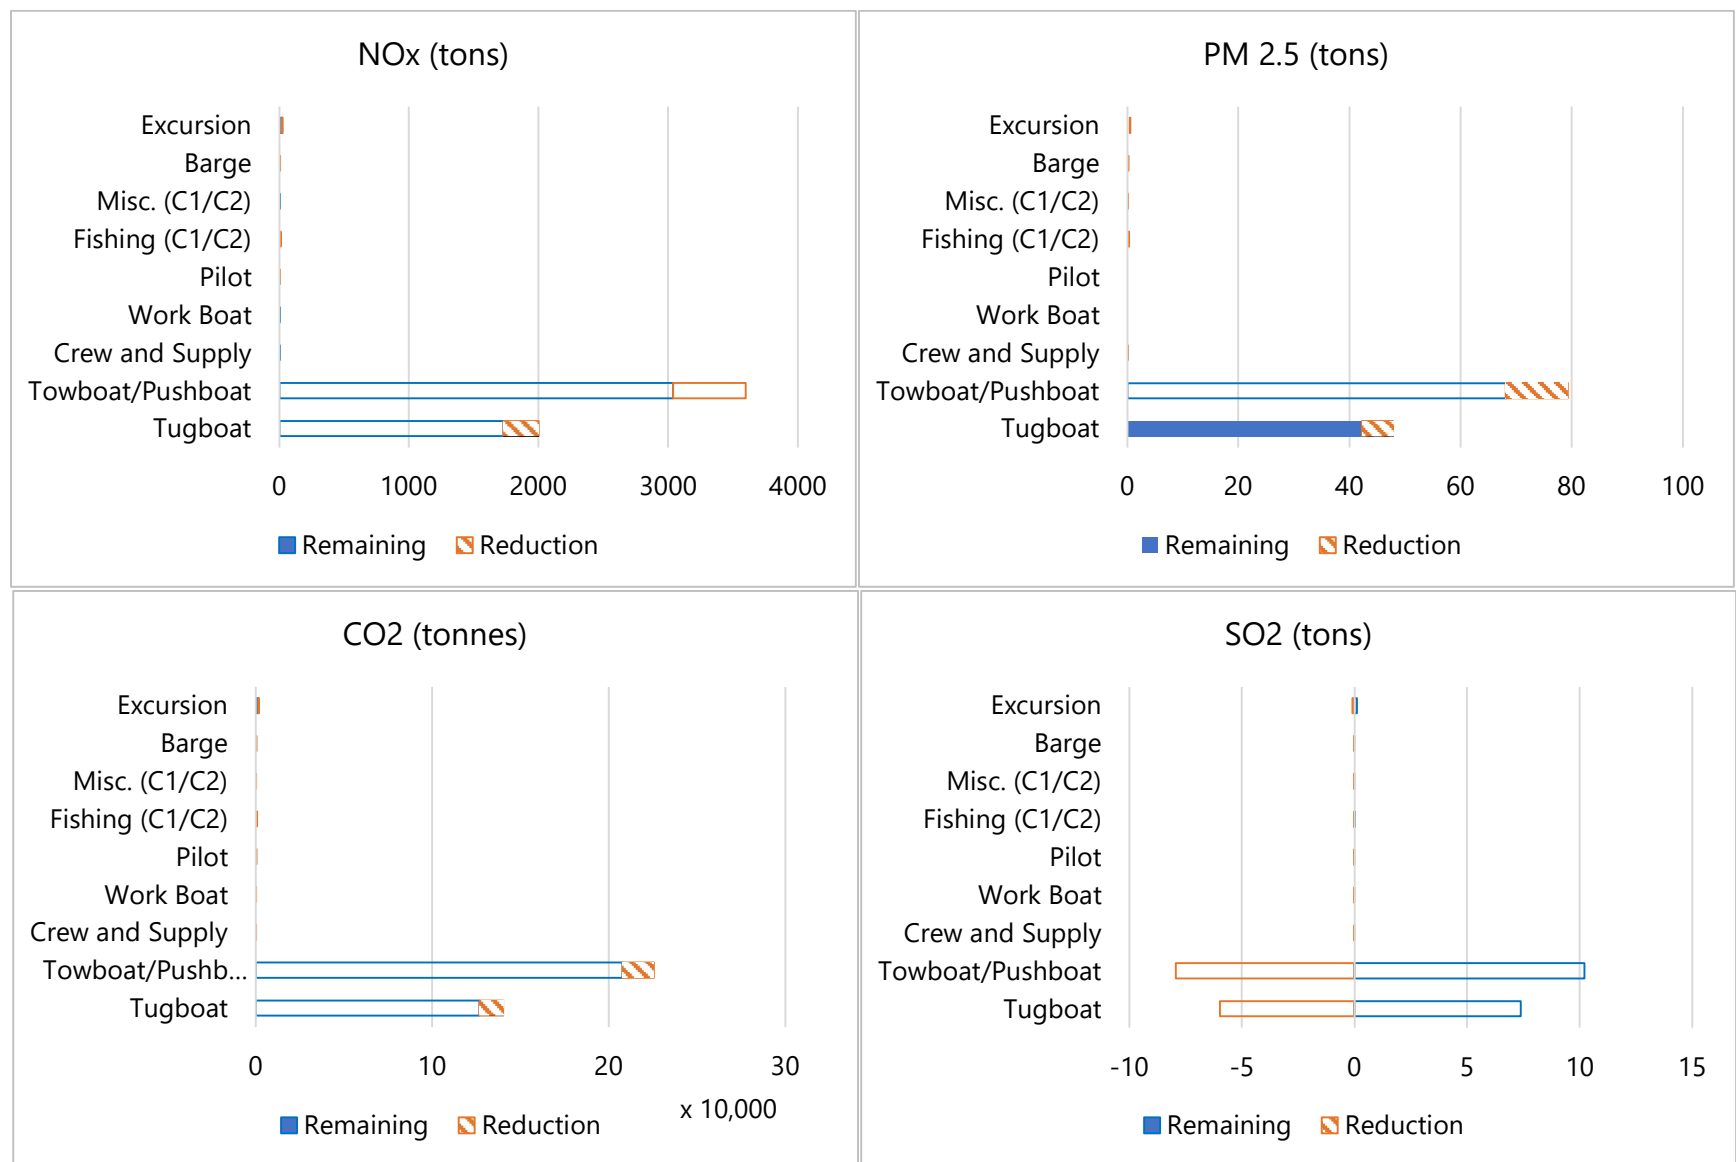 NOx (tons)
Excursion
Barge
Misc. (C1/C2)
Fishing (C1/C2)
Pilot
Work Boat
Crew and Supply
Towboat/Pushboat
Tugboat
0 1000 2000 3000 4000
Remaining Reduction
PM 2.5 (tons)
Excursion
Barge
Misc. (C1/C2)
Fishing (C1/C2)
Pilot
Work Boat
Crew and Supply
Towboat/Pushboat
Tugboat
0 20 40 60 80 100
Remaining Reduction
CO2 (tonnes)
Excursion
Barge
Misc. (C1/C2)
Fishing (C1/C2)
Pilot
Work Boat
Crew and Supply
Towboat/Pushb...
Tugboat
0 10 20 30
x 10,000
Remaining Reduction
SO2 (tons)
Excursion
Barge
Misc. (C1/C2)
Fishing (C1/C2)
Pilot
Work Boat
Crew and Supply
Towboat/Pushboat
Tugboat
-10 -5 0 5 10 15
Remaining Reduction